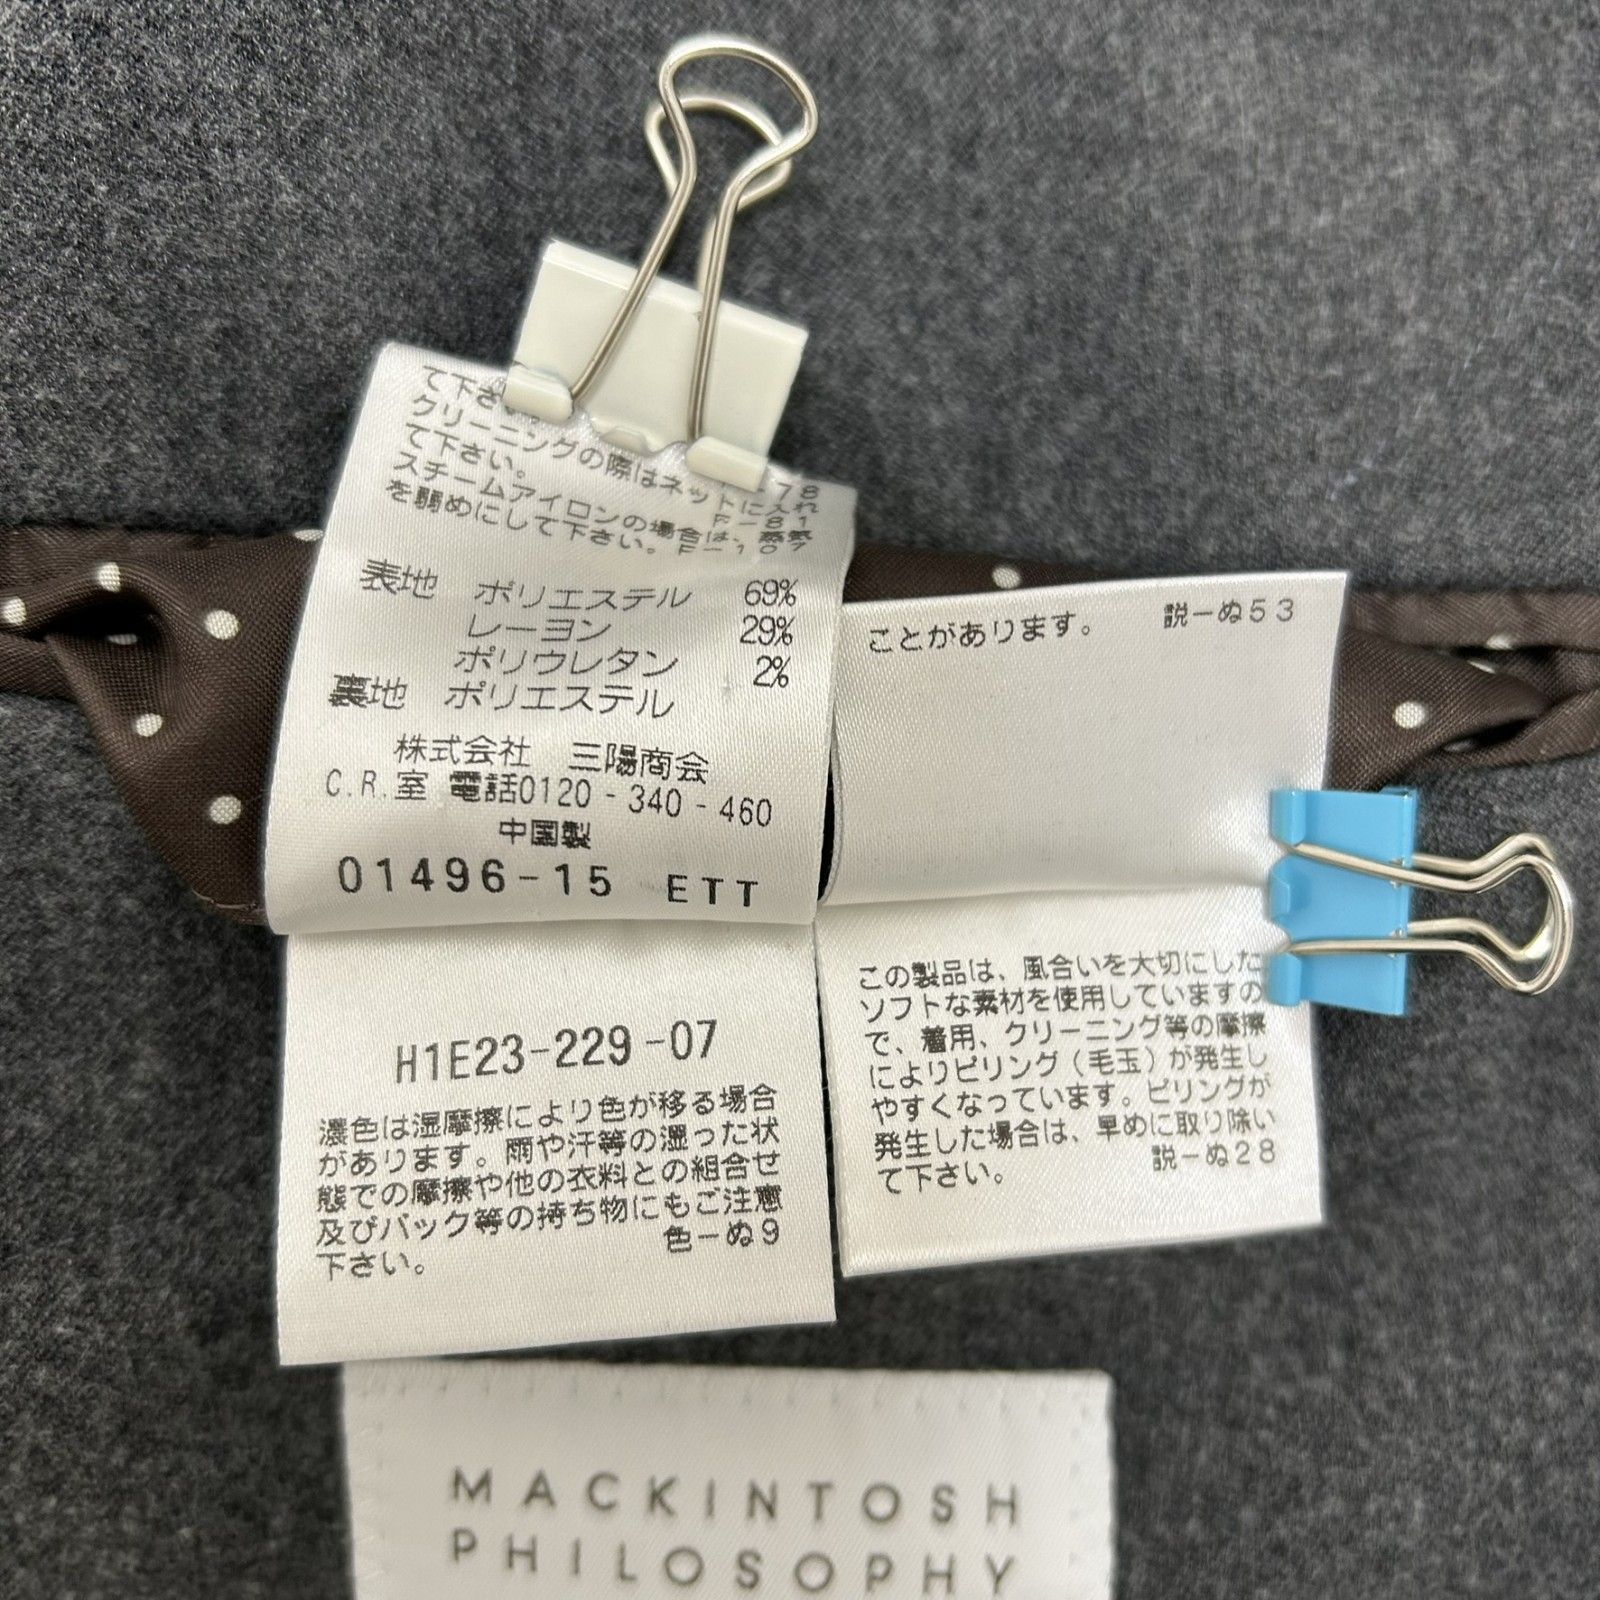 て下さ
クリーニングの際はネットに入れ
て下さい。 F-81
スチームアイロンの場合は、蒸気
を弱めにして下さい。F-107
表地 ポリエステル 69%
レーヨン 29%
ポリウレタン 2%
裏地 ポリエステル
株式会社 三陽商会
C.R.室 電話0120-340-460
中国製
01496-15 ETT
H1E23-229-07
濃色は湿摩擦により色が移る場合
があります。雨や汗等の湿った状
態での摩擦や他の衣料との組合せ
及びバック等の持ち物にもご注意
下さい。 色ーぬ9
ことがあります。 説ーぬ53
この製品は、風合いを大切にした
ソフトな素材を使用していますの
で、着用、クリーニング等の摩擦
によりピリング(毛玉)が発生し
やすくなっています。ピリングが
発生した場合は、早めに取り除い
て下さい。 説ーぬ28
MACKINTOSH
PHILOSOPHY